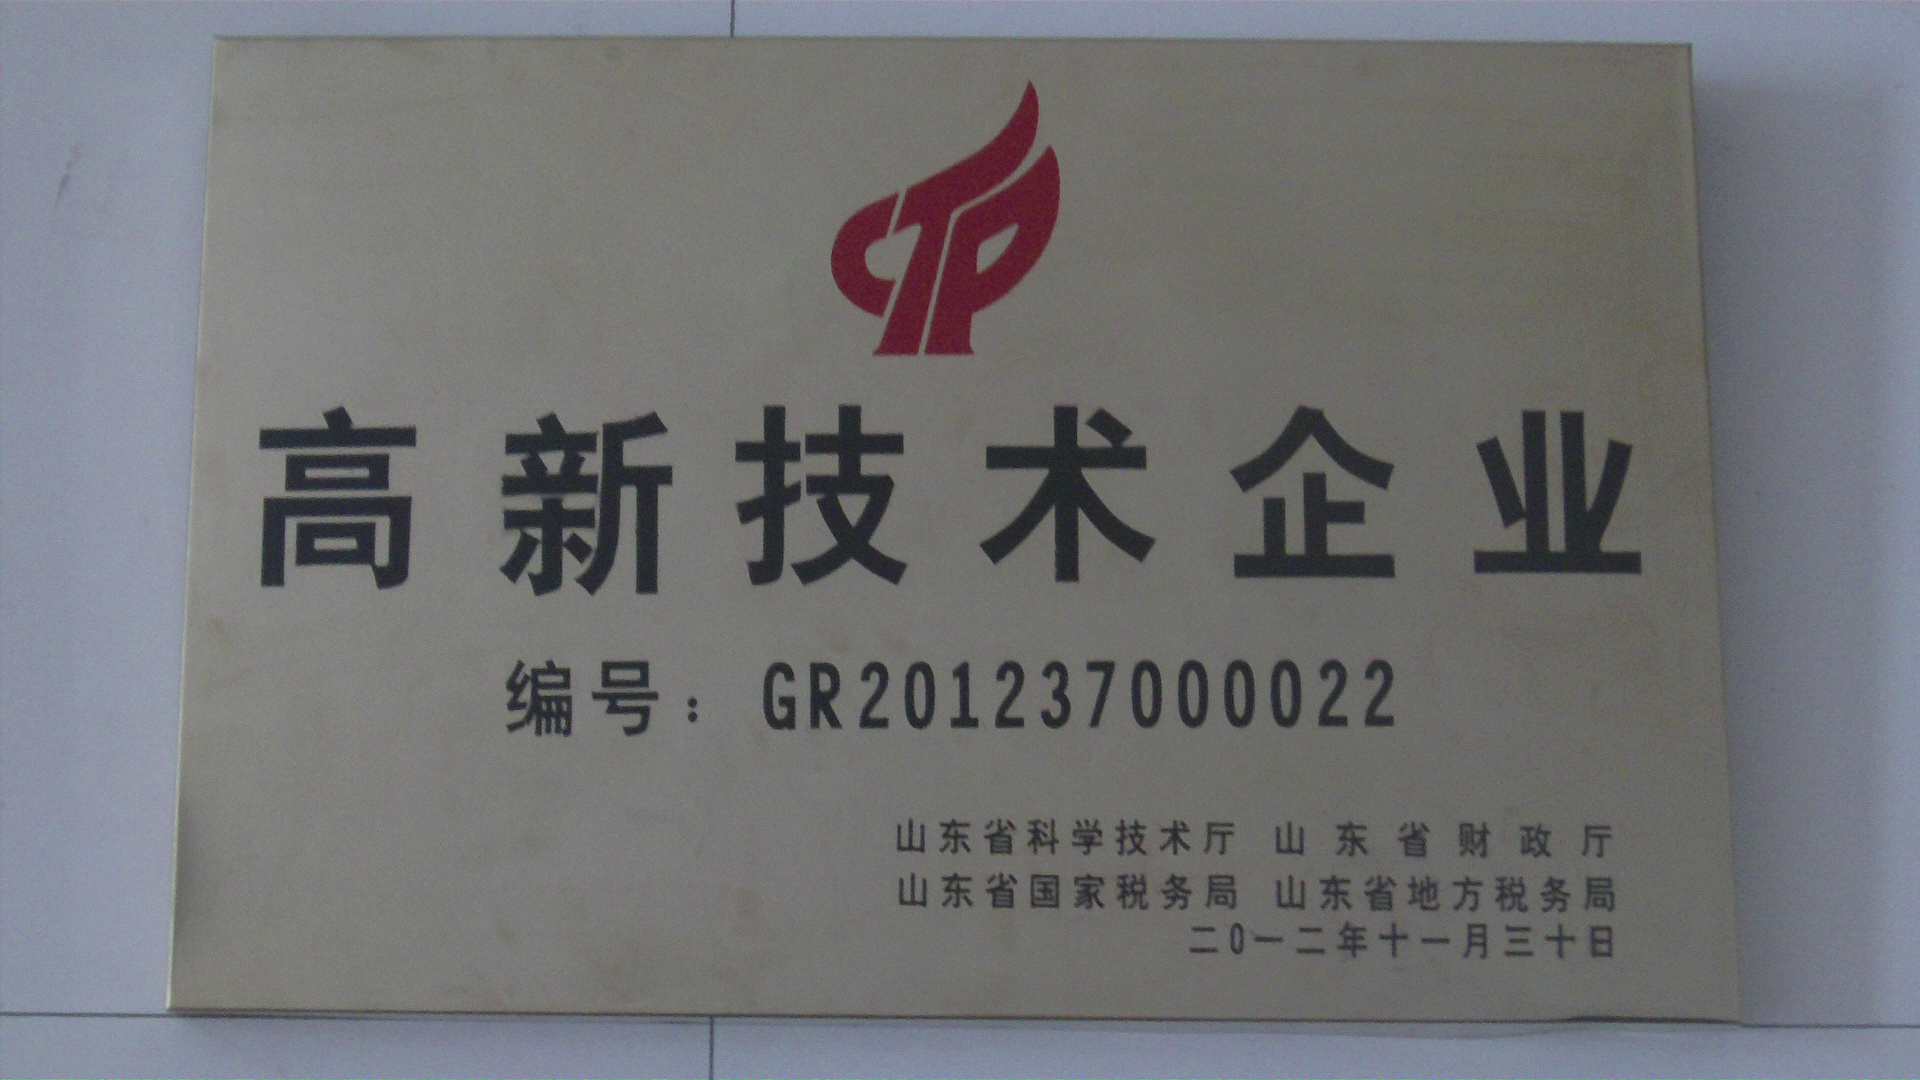 高新技术企业
编号：GR201237000022
山东省科学技术厅 山东省财政厅
山东省国家税务局 山东省地方税务局
二0一二年十一月三十日